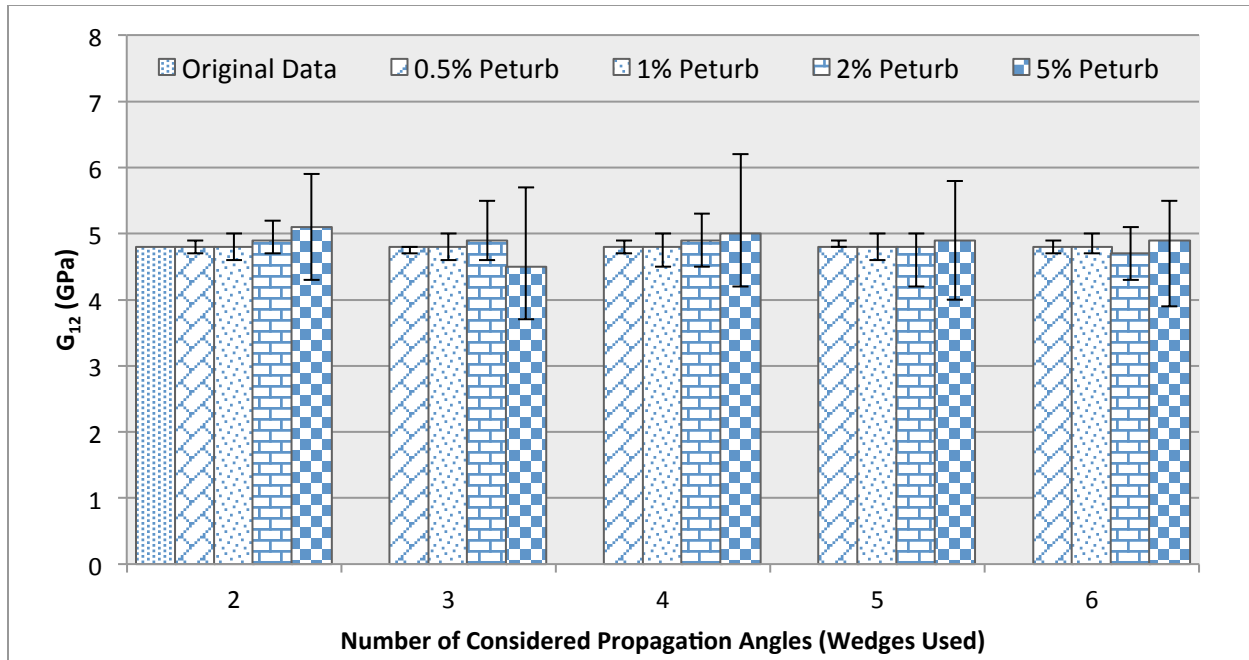 8
Original Data 0.5% Peturb 1% Peturb 2% Peturb 5% Peturb
7
6
5
4
3
2
1
0
G12 (GPa)
2 3 4 5 6
Number of Considered Propagation Angles (Wedges Used)